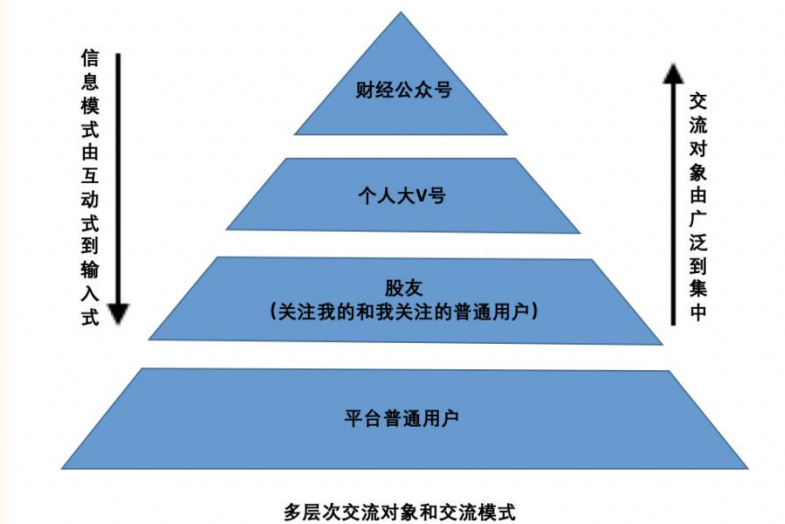 信息模式由互动式到输入式
财经公众号
交流对象由广泛到集中
个人大V号
股友
(关注我的和我关注的普通用户)
平台普通用户
多层次交流对象和交流模式